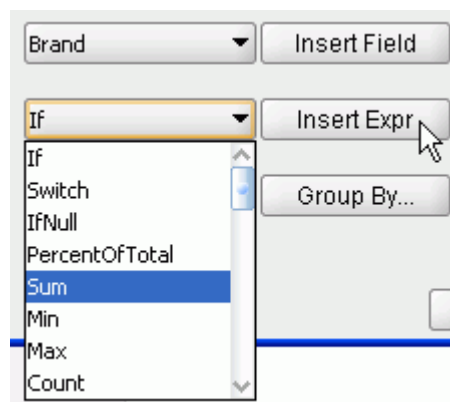 Brand Insert Field
If Insert Expr
If
Switch Group By...
IfNull
PercentOfTotal
Sum
Min
Max
Count